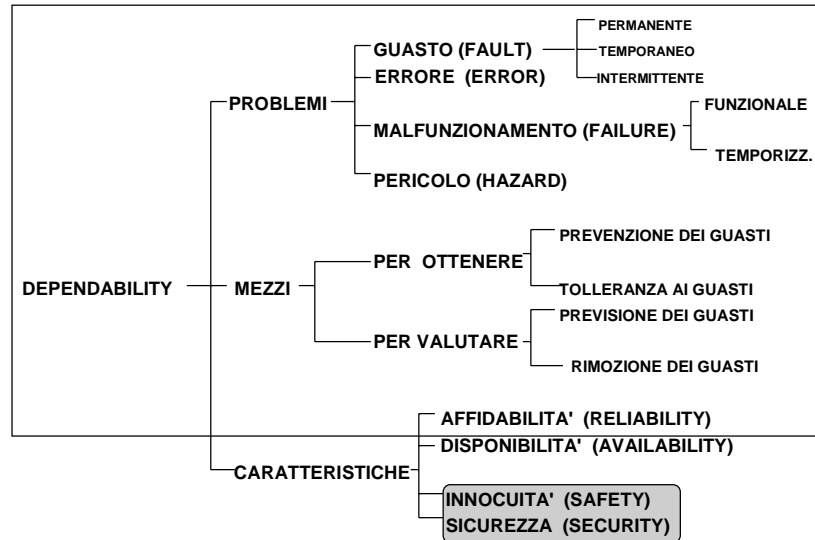 PERMANENTE
GUASTO (FAULT)
TEMPORANEO
ERRORE (ERROR)
INTERMITTENTE
PROBLEMI
FUNZIONALE
MALFUNZIONAMENTO (FAILURE)
TEMPORIZZ.
PERICOLO (HAZARD)
PREVENZIONE DEI GUASTI
PER OTTENERE
DEPENDABILITY
MEZZI
TOLLERANZA AI GUASTI
PREVISIONE DEI GUASTI
PER VALUTARE
RIMOZIONE DEI GUASTI
AFFIDABILITA' (RELIABILITY)
DISPONIBILITA' (AVAILABILITY)
CARATTERISTICHE
INNOCUITA' (SAFETY)
SICUREZZA (SECURITY)